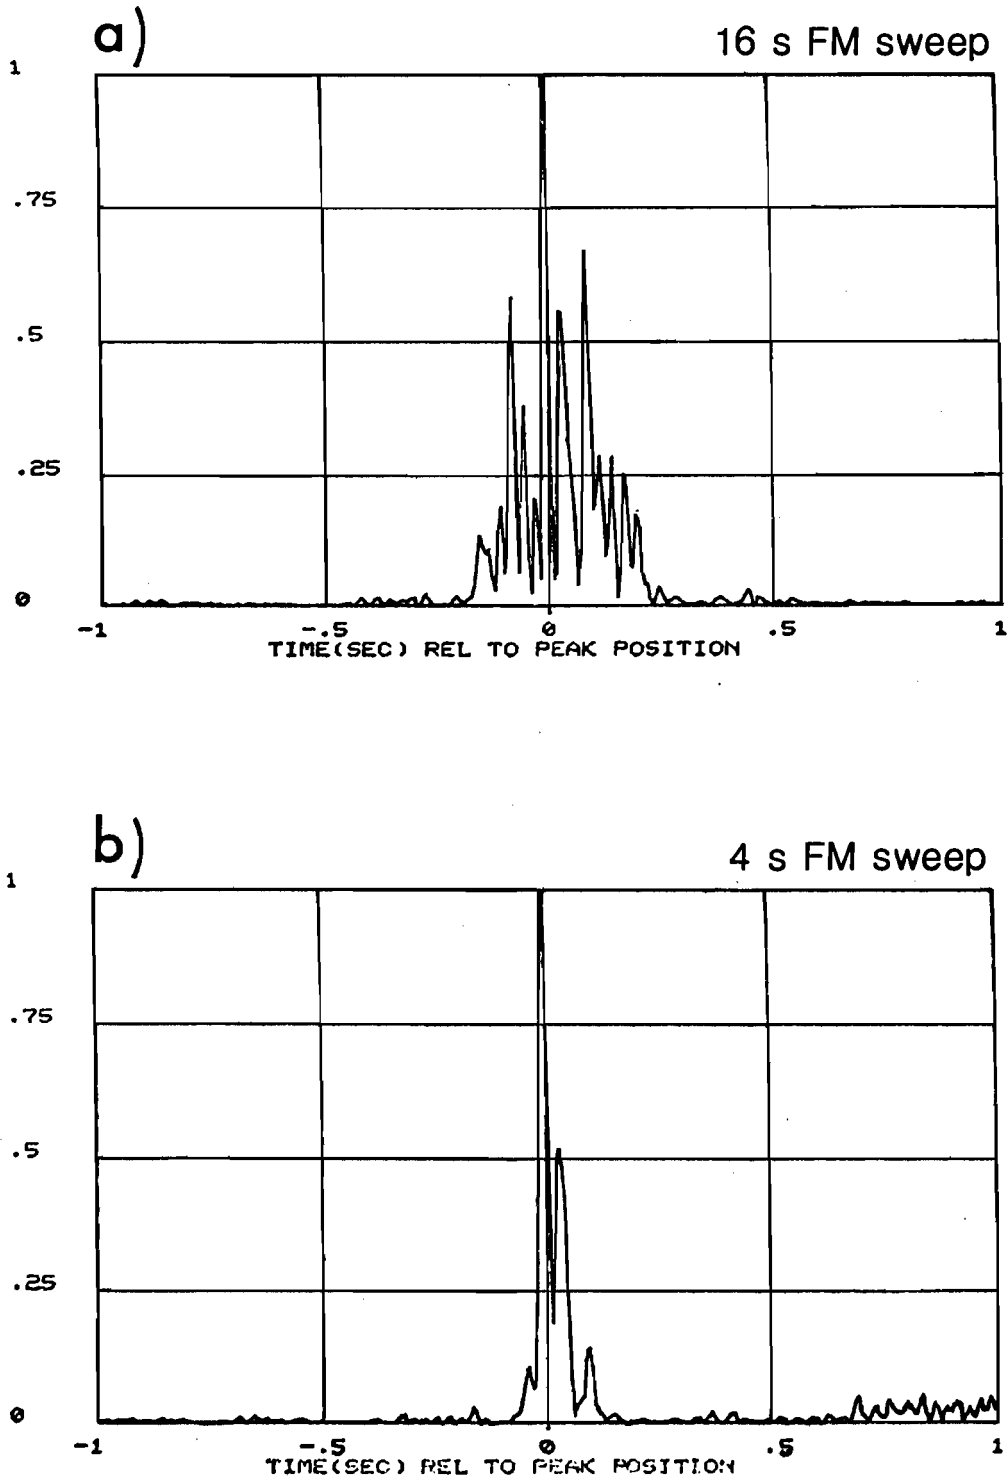 a)
16 s FM sweep
1
.75
.5
.25
0
-1 -.5 0 .5 1
TIME(SEC) REL TO PEAK POSITION
b)
4 s FM sweep
1
.75
.5
.25
0
-1 -.5 0 .5 1
TIME(SEC) REL TO PEAK POSITION